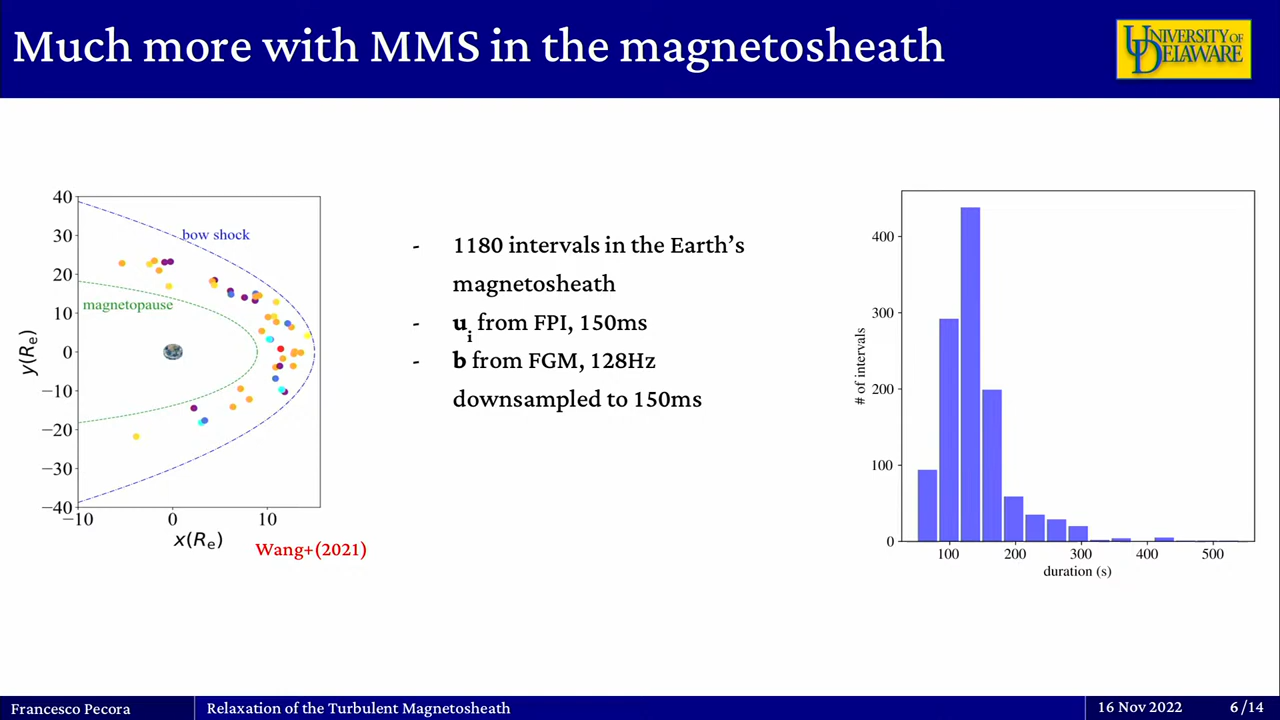 Much more with MMS in the magnetosheath
UNIVERSITY OF
DELAWARE
40
30
20
10
0
−10
−20
−30
−40
y(Re)
bow shock
magnetopause
−10
0
10
x(Re)
Wang+(2021)
- 1180 intervals in the Earth’s
magnetosheath
- ui from FPI, 150ms
- b from FGM, 128Hz
downsampled to 150ms
400
300
200
100
0
# of intervals
100
200
300
400
500
duration (s)
Francesco Pecora
Relaxation of the Turbulent Magnetosheath
16 Nov 2022
6/14